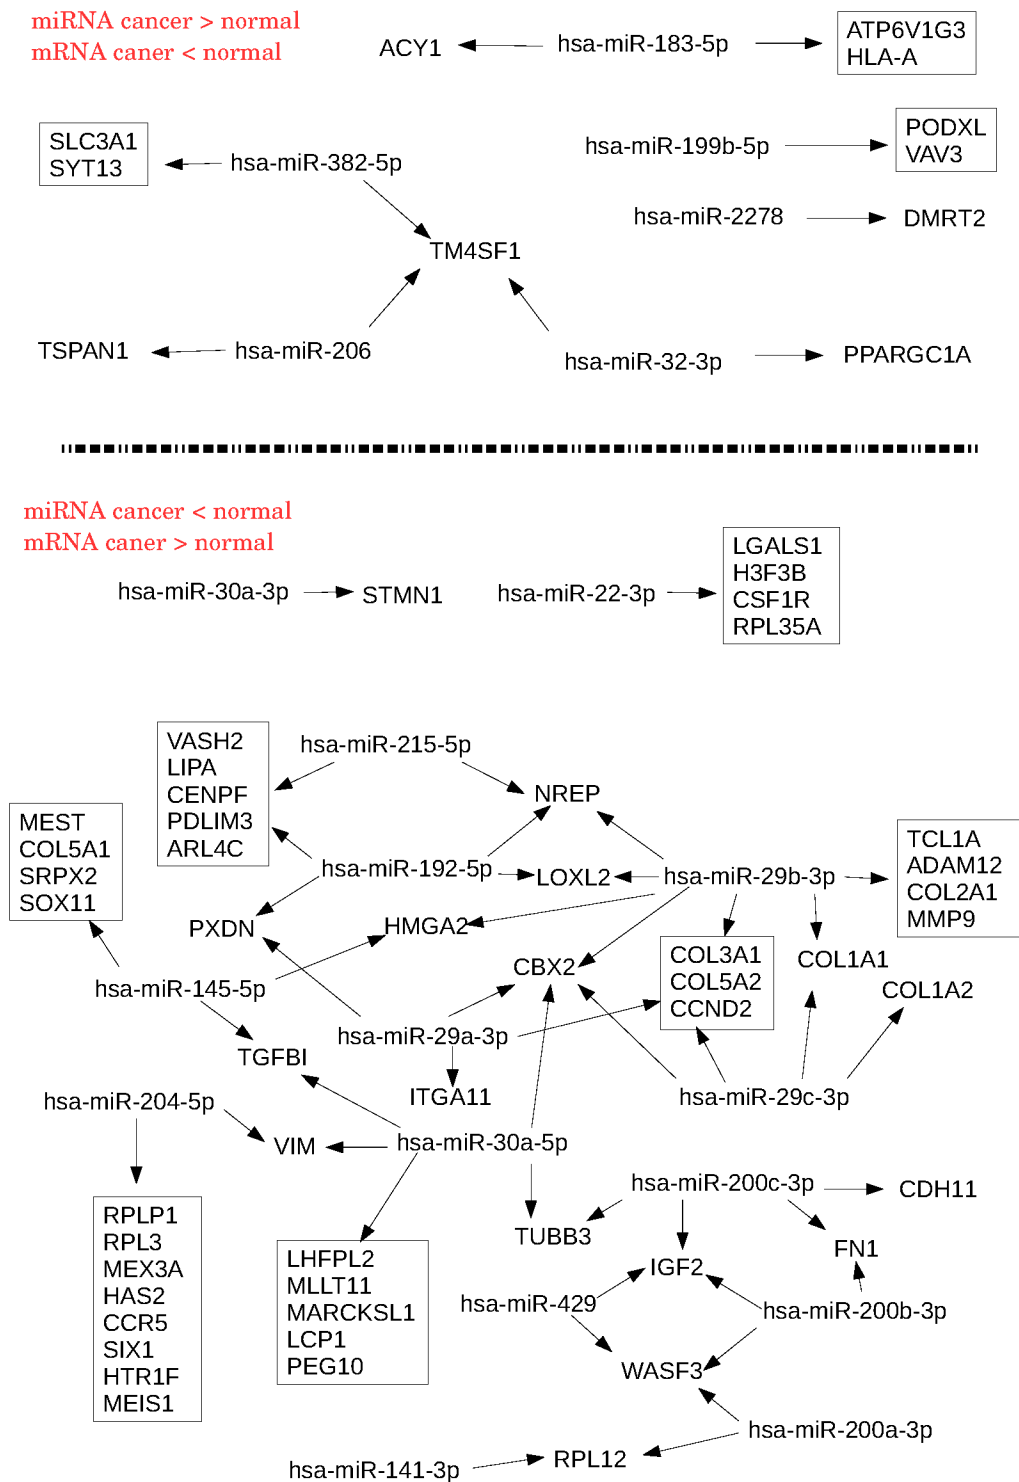 miRNA cancer > normal
mRNA caner < normal
ACY1
hsa-miR-183-5p
ATP6V1G3
HLA-A
SLC3A1
SYT13
hsa-miR-382-5p
hsa-miR-199b-5p
PODXL
VAV3
hsa-miR-2278
DMRT2
TM4SF1
TSPAN1
hsa-miR-206
hsa-miR-32-3p
PPARGC1A
miRNA cancer < normal
mRNA caner > normal
hsa-miR-30a-3p
STMN1
hsa-miR-22-3p
LGALS1
H3F3B
CSF1R
RPL35A
VASH2
LIPA
CENPF
PDLIM3
ARL4C
hsa-miR-215-5p
NREP
MEST
COL5A1
SRPX2
SOX11
hsa-miR-192-5p
LOXL2
hsa-miR-29b-3p
TCL1A
ADAM12
COL2A1
MMP9
PXDN
HMGA2
CBX2
COL3A1
COL5A2
CCND2
COL1A1
COL1A2
hsa-miR-145-5p
hsa-miR-29a-3p
TGFBI
ITGA11
hsa-miR-29c-3p
hsa-miR-204-5p
VIM
hsa-miR-30a-5p
hsa-miR-200c-3p
CDH11
RPLP1
RPL3
MEX3A
HAS2
CCR5
SIX1
HTR1F
MEIS1
LHFPL2
MLLT11
MARCKSL1
LCP1
PEG10
TUBB3
IGF2
FN1
hsa-miR-429
hsa-miR-200b-3p
WASF3
hsa-miR-200a-3p
hsa-miR-141-3p
RPL12